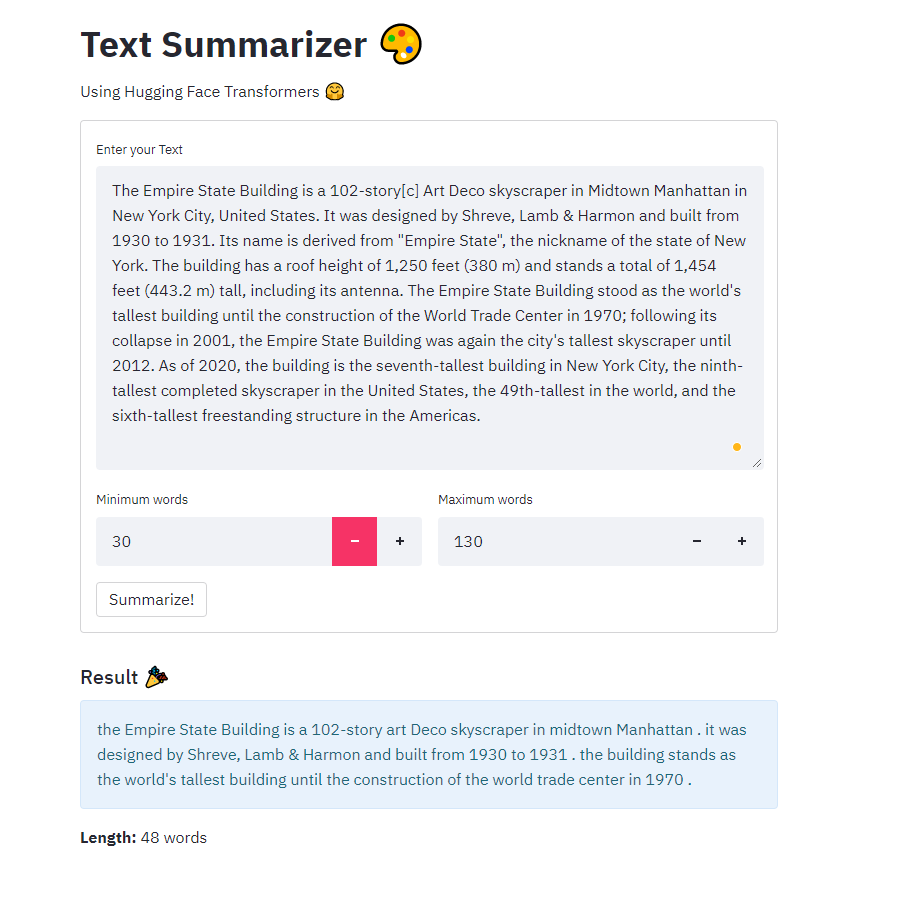 Text Summarizer 🎨
Using Hugging Face Transformers 🤗
Enter your Text
The Empire State Building is a 102-story[c] Art Deco skyscraper in Midtown Manhattan in
New York City, United States. It was designed by Shreve, Lamb & Harmon and built from
1930 to 1931. Its name is derived from "Empire State", the nickname of the state of New
York. The building has a roof height of 1,250 feet (380 m) and stands a total of 1,454
feet (443.2 m) tall, including its antenna. The Empire State Building stood as the world's
tallest building until the construction of the World Trade Center in 1970; following its
collapse in 2001, the Empire State Building was again the city's tallest skyscraper until
2012. As of 2020, the building is the seventh-tallest building in New York City, the ninth-
tallest completed skyscraper in the United States, the 49th-tallest in the world, and the
sixth-tallest freestanding structure in the Americas.
Minimum words
Maximum words
30 − +
130 − +
Summarize!
Result 🎉
the Empire State Building is a 102-story art Deco skyscraper in midtown Manhattan . it was
designed by Shreve, Lamb & Harmon and built from 1930 to 1931 . the building stands as
the world's tallest building until the construction of the world trade center in 1970 .
Length: 48 words